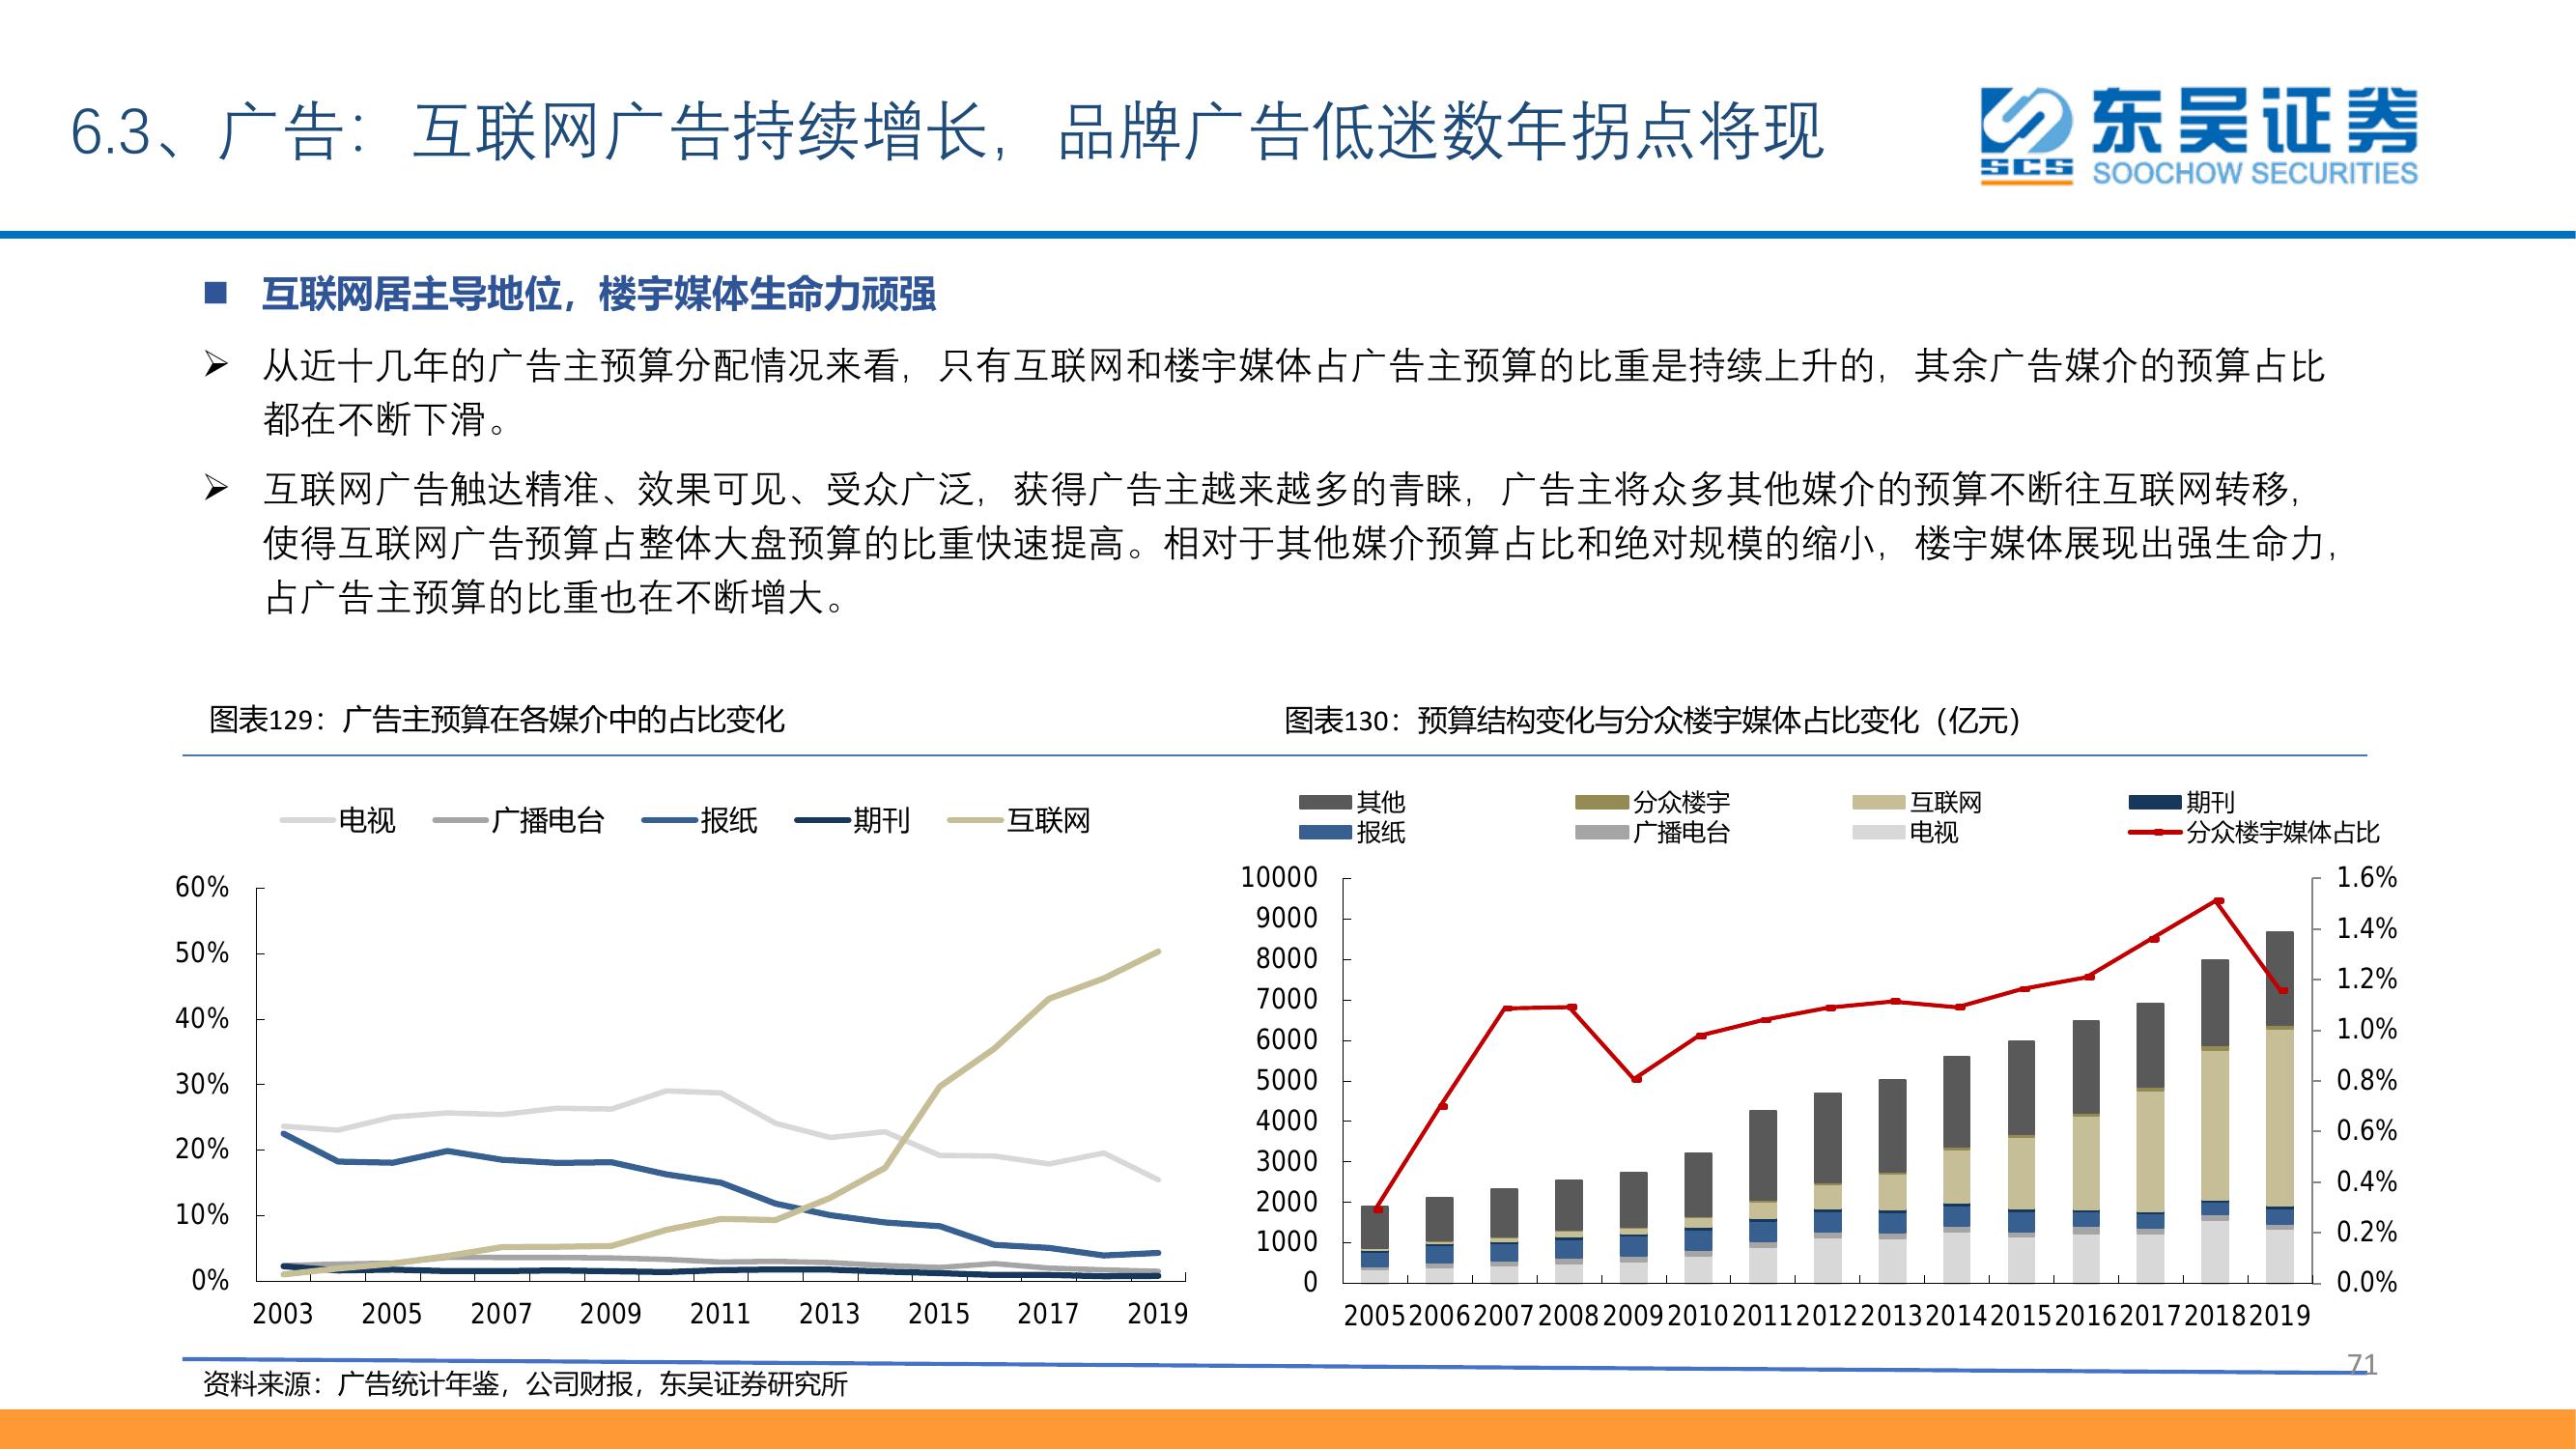 6.3、广告：互联网广告持续增长，品牌广告低迷数年拐点将现
东吴证券
SCS
SOOCHOW SECURITIES
互联网居主导地位，楼宇媒体生命力顽强
从近十几年的广告主预算分配情况来看，只有互联网和楼宇媒体占广告主预算的比重是持续上升的，其余广告媒介的预算占比
都在不断下滑。
互联网广告触达精准、效果可见、受众广泛，获得广告主越来越多的青睐，广告主将众多其他媒介的预算不断往互联网转移，
使得互联网广告预算占整体大盘预算的比重快速提高。相对于其他媒介预算占比和绝对规模的缩小，楼宇媒体展现出强生命力，
占广告主预算的比重也在不断增大。
图表129：广告主预算在各媒介中的占比变化
电视 广播电台 报纸 期刊 互联网
60%
50%
40%
30%
20%
10%
0%
2003 2005 2007 2009 2011 2013 2015 2017 2019
图表130：预算结构变化与分众楼宇媒体占比变化（亿元）
其他 分众楼宇 互联网 期刊
报纸 广播电台 电视 分众楼宇媒体占比
10000
9000
8000
7000
6000
5000
4000
3000
2000
1000
0
1.6%
1.4%
1.2%
1.0%
0.8%
0.6%
0.4%
0.2%
0.0%
2005 2006 2007 2008 2009 2010 2011 2012 2013 2014 2015 2016 2017 2018 2019
资料来源：广告统计年鉴，公司财报，东吴证券研究所
71